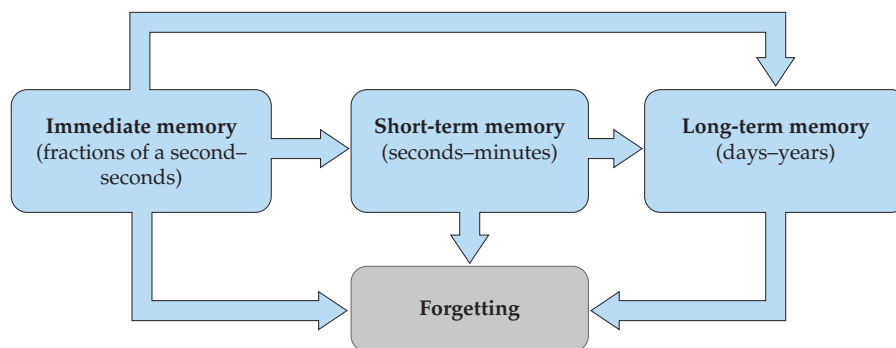 Immediate memory
(fractions of a second–
seconds)
Short-term memory
(seconds–minutes)
Long-term memory
(days–years)
Forgetting